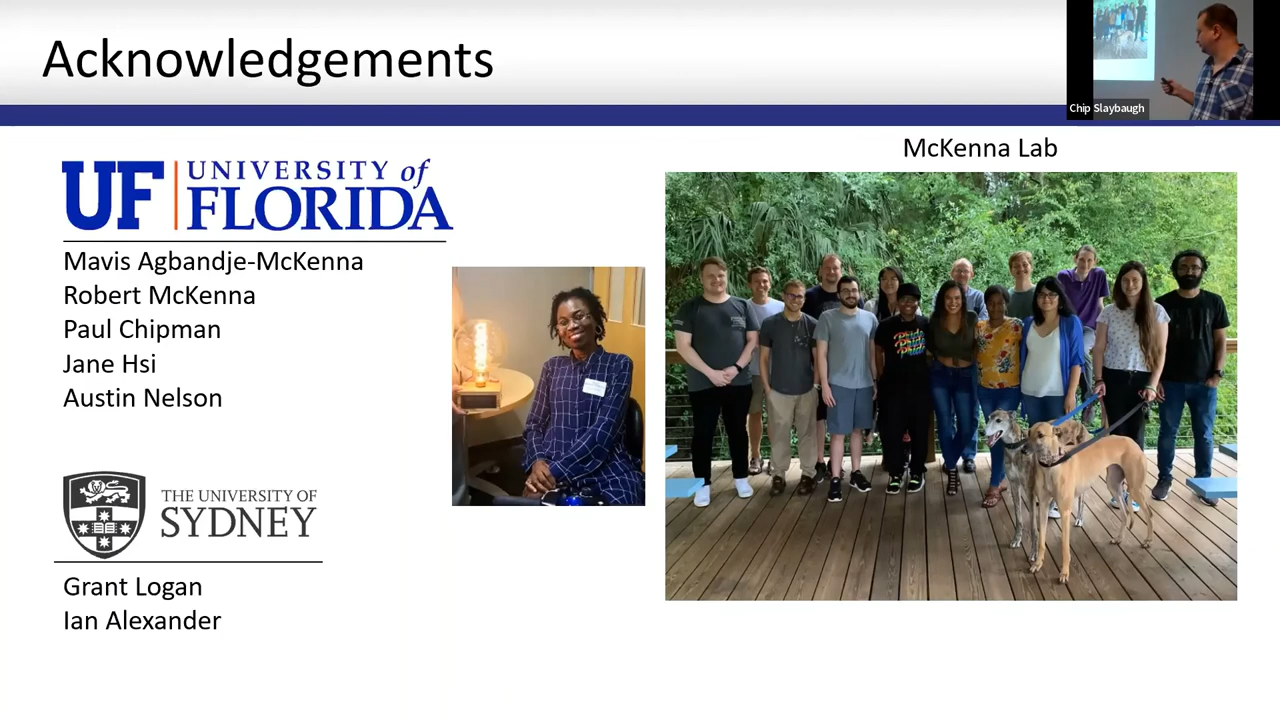 Acknowledgements
Chip Slaybaugh
UF UNIVERSITY of
FLORIDA
Mavis Agbandje-McKenna
Robert McKenna
Paul Chipman
Jane Hsi
Austin Nelson
THE UNIVERSITY OF
SYDNEY
Grant Logan
Ian Alexander
McKenna Lab